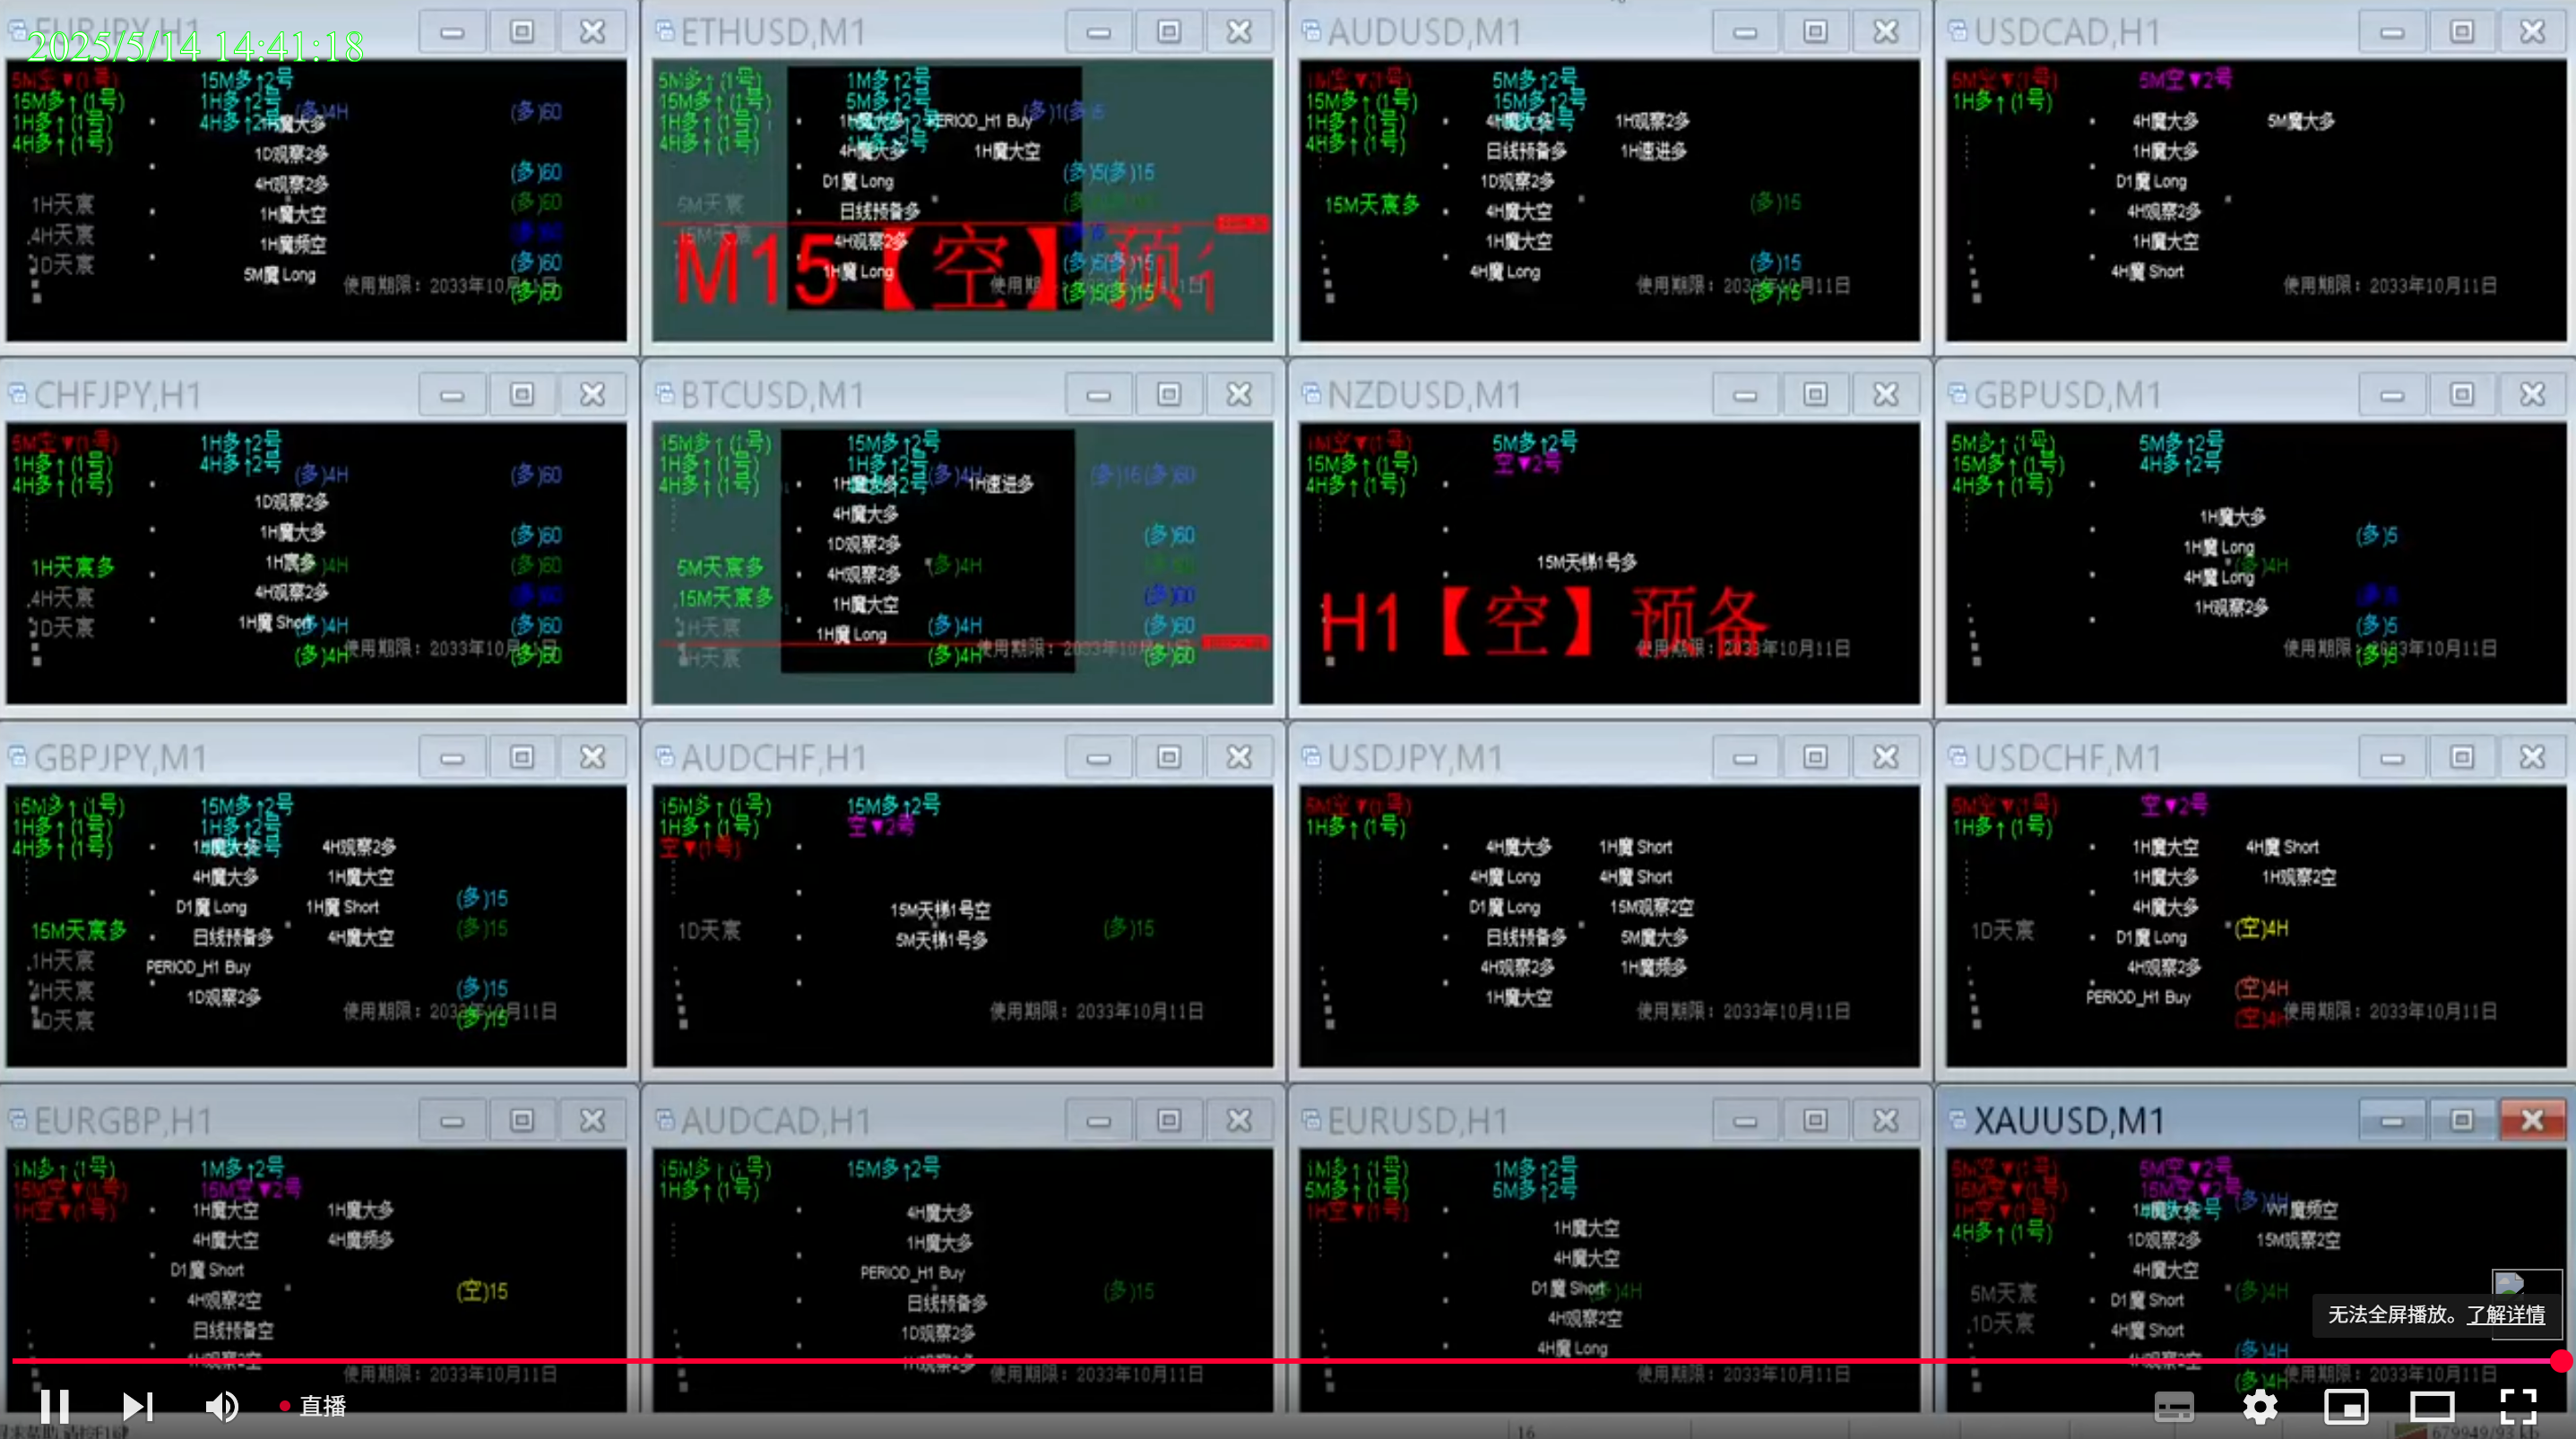 EURJPY,H1
2025/5/14 14:41:18
5M空▼(1号)
15M多↑(1号)
1H多↑(1号)
4H多↑(1号)
15M多↑2号
1H多↑2号
4H多↑2号
(多)4H
(多)60
1H魔大多
1D观察2多
4H观察2多
1H魔大空
1H魔频空
5M魔 Long
(多)60
(多)60
(多)60
(多)60
1H天宸
4H天宸
1D天宸
使用期限：2033年10月
ETHUSD,M1
5M多↑(1号)
15M多↑(1号)
1H多↑(1号)
4H多↑(1号)
1M多↑2号
5M多↑2号
1H魔大多
PERIOD_H1 Buy
4H魔大多
1H魔大空
D1魔 Long
日线预备多
4H观察2多
1H魔 Long
(多)5(多)15
(多)5(多)15
(多)5(多)15
5M天宸
15M天宸
M15【空】预
AUDUSD,M1
1M空▼(1号)
15M多↑(1号)
1H多↑(1号)
4H多↑(1号)
5M多↑2号
15M多↑2号
4H魔大多
1H观察2多
日线预备多
1H速进多
1D观察2多
4H魔大空
1H魔大空
4H魔 Long
15M天宸多
(多)15
(多)15
(多)15
使用期限：2033年10月11日
USDCAD,H1
5M空▼(1号)
1H多↑(1号)
5M空▼2号
4H魔大多
5M魔大多
1H魔大多
D1魔 Long
4H观察2多
1H魔大空
4H魔 Short
使用期限：2033年10月11日
CHFJPY,H1
5M空▼(1号)
1H多↑(1号)
4H多↑(1号)
1H多↑2号
4H多↑2号
(多)4H
(多)60
1D观察2多
1H魔大多
1H宸多
4H观察2多
1H魔 Short
(多)60
(多)60
(多)4H
(多)60
(多)4H
(多)60
1H天宸多
4H天宸
1D天宸
使用期限：2033年10月11日
BTCUSD,M1
15M多↑(1号)
1H多↑(1号)
4H多↑(1号)
15M多↑2号
1H多↑2号
(多)4H
(多)15(多)60
1H速进多
4H魔大多
1D观察2多
4H观察2多
1H魔大空
1H魔 Long
(多)60
(多)4H
(多)60
(多)4H
(多)60
(多)4H
(多)60
5M天宸多
15M天宸多
1H天宸
使用期限：2033年10月
NZDUSD,M1
1M空▼(1号)
15M多↑(1号)
4H多↑(1号)
5M多↑2号
空▼2号
15M天梯1号多
H1【空】预备
使用期限：2033年10月11日
GBPUSD,M1
5M多↑(1号)
15M多↑(1号)
4H多↑(1号)
5M多↑2号
4H多↑2号
1H魔大多
1H魔 Long
4H魔 Long
1H观察2多
(多)5
(多)4H
(多)5
(多)5
使用期限：2033年10月11日
GBPJPY,M1
15M多↑(1号)
1H多↑(1号)
4H多↑(1号)
15M多↑2号
1H多↑2号
1H魔大多
4H观察2多
4H魔大多
1H魔大空
D1魔 Long
1H魔 Short
日线预备多
4H魔大空
PERIOD_H1 Buy
1D观察2多
(多)15
(多)15
(多)15
(多)15
15M天宸多
1H天宸
4H天宸
1D天宸
使用期限：2033年10月11日
AUDCHF,H1
15M多↑(1号)
1H多↑(1号)
空▼(1号)
15M多↑2号
空▼2号
15M天梯1号空
5M天梯1号多
1D天宸
(多)15
使用期限：2033年10月11日
USDJPY,M1
5M空▼(1号)
1H多↑(1号)
4H魔大多
1H魔 Short
4H魔 Long
4H魔 Short
D1魔 Long
15M观察2空
日线预备多
5M魔大多
4H观察2多
1H魔频多
1H魔大空
使用期限：2033年10月11日
USDCHF,M1
5M空▼(1号)
1H多↑(1号)
空▼2号
1H魔大空
4H魔 Short
1H魔大多
1H观察2空
4H魔大多
D1魔 Long
4H观察2多
PERIOD_H1 Buy
1D天宸
(空)4H
(空)4H
(空)4H
使用期限：2033年10月11日
EURGBP,H1
1M多↑(1号)
15M空▼(1号)
1H空▼(1号)
1M多↑2号
15M空▼2号
1H魔大空
1H魔大多
4H魔大空
4H魔频多
D1魔 Short
4H观察2空
日线预备空
1H观察2空
(空)15
使用期限：2033年10月11日
AUDCAD,H1
15M多↑(1号)
1H多↑(1号)
15M多↑2号
4H魔大多
1H魔大多
PERIOD_H1 Buy
日线预备多
1D观察2多
1H观察2多
(多)15
使用期限：2033年10月11日
EURUSD,H1
1M多↑(1号)
5M多↑(1号)
1H空▼(1号)
1M多↑2号
5M多↑2号
1H魔大空
4H魔大空
D1魔 Short
4H观察2空
4H魔 Long
使用期限：2033年10月11日
XAUUSD,M1
5M空▼(1号)
15M空▼(1号)
1H空▼(1号)
4H多↑(1号)
5M空▼2号
15M空▼2号
(多)4H
W1魔频空
1D观察2多
15M观察2空
4H魔大空
D1魔 Short
4H魔 Short
(多)4H
(多)4H
(多)4H
5M天宸
1D天宸
使用期限：2033年10月11日
无法全屏播放。了解详情
直播
16
679949/93 kb